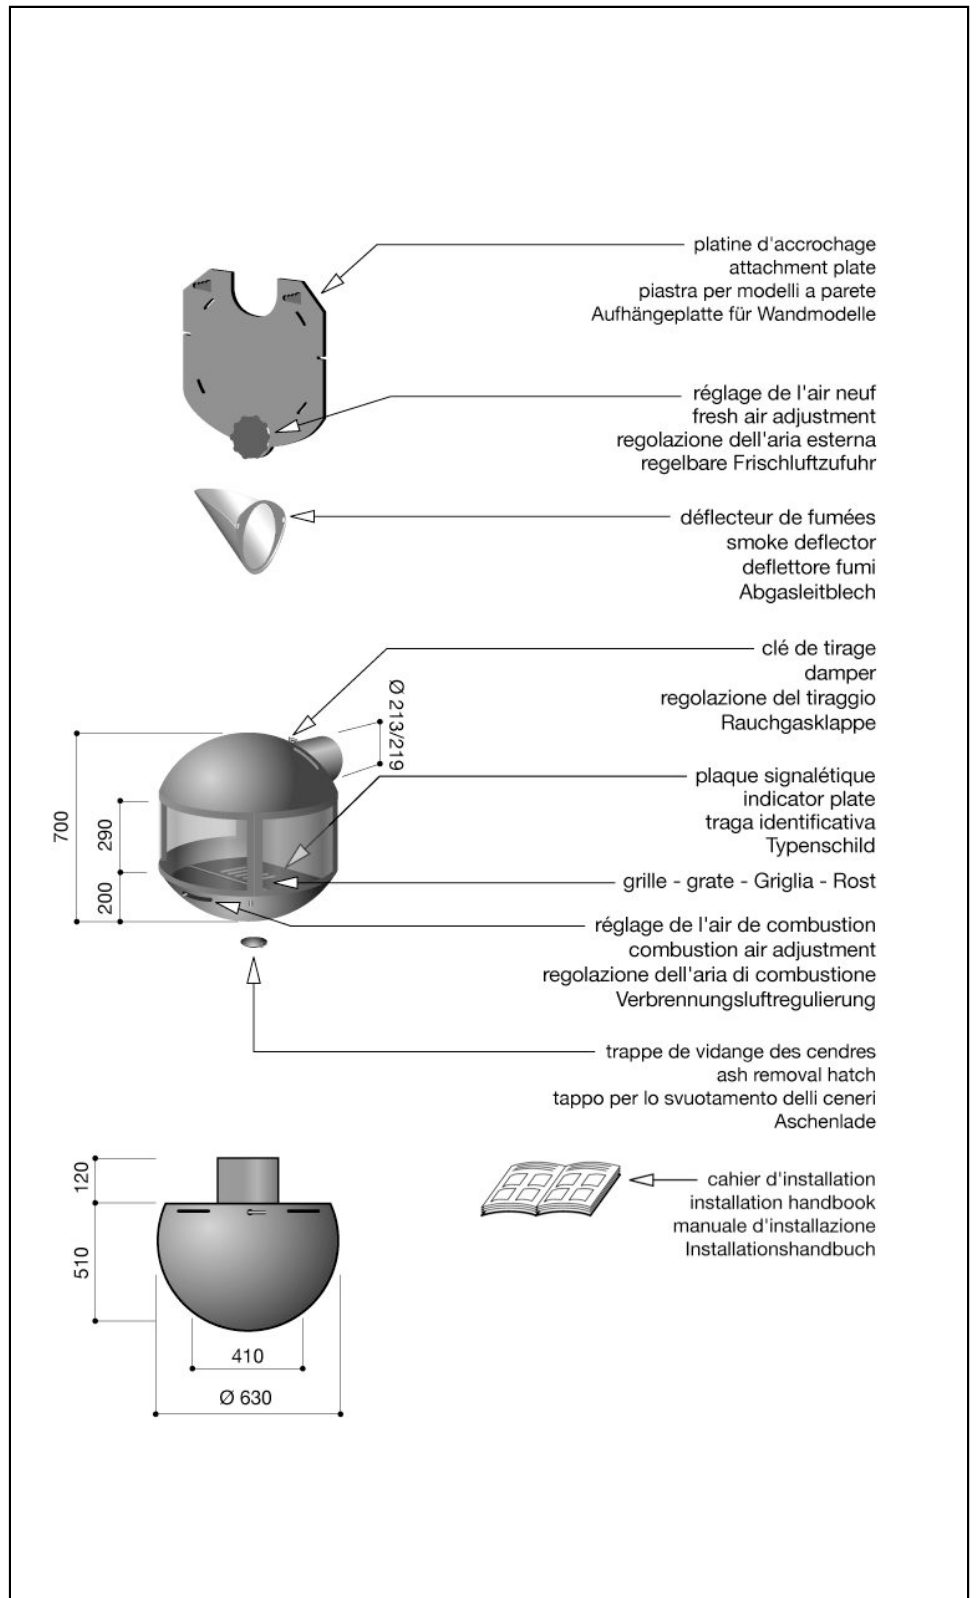 platine d'accrochage
attachment plate
piastra per modelli a parete
Aufhängeplatte für Wandmodelle
réglage de l'air neuf
fresh air adjustment
regolazione dell'aria esterna
regelbare Frischluftzufuhr
déflecteur de fumées
smoke deflector
deflettore fumi
Abgasleitblech
clé de tirage
damper
regolazione del tiraggio
Rauchgasklappe
Ø 213/219
plaque signalétique
indicator plate
traga identificativa
Typenschild
700
290
200
grille - grate - Griglia - Rost
réglage de l'air de combustion
combustion air adjustment
regolazione dell'aria di combustione
Verbrennungsluftregulierung
trappe de vidange des cendres
ash removal hatch
tappo per lo svuotamento delli ceneri
Aschenlade
120
510
410
Ø 630
cahier d'installation
installation handbook
manuale d'installazione
Installationshandbuch